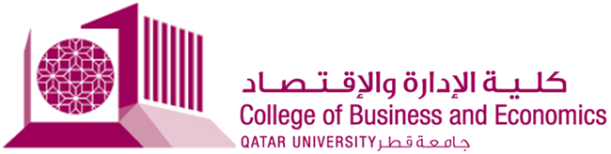 كلية الإدارة والإقتصاد
College of Business and Economics
QATAR UNIVERSITY جامعة قطر